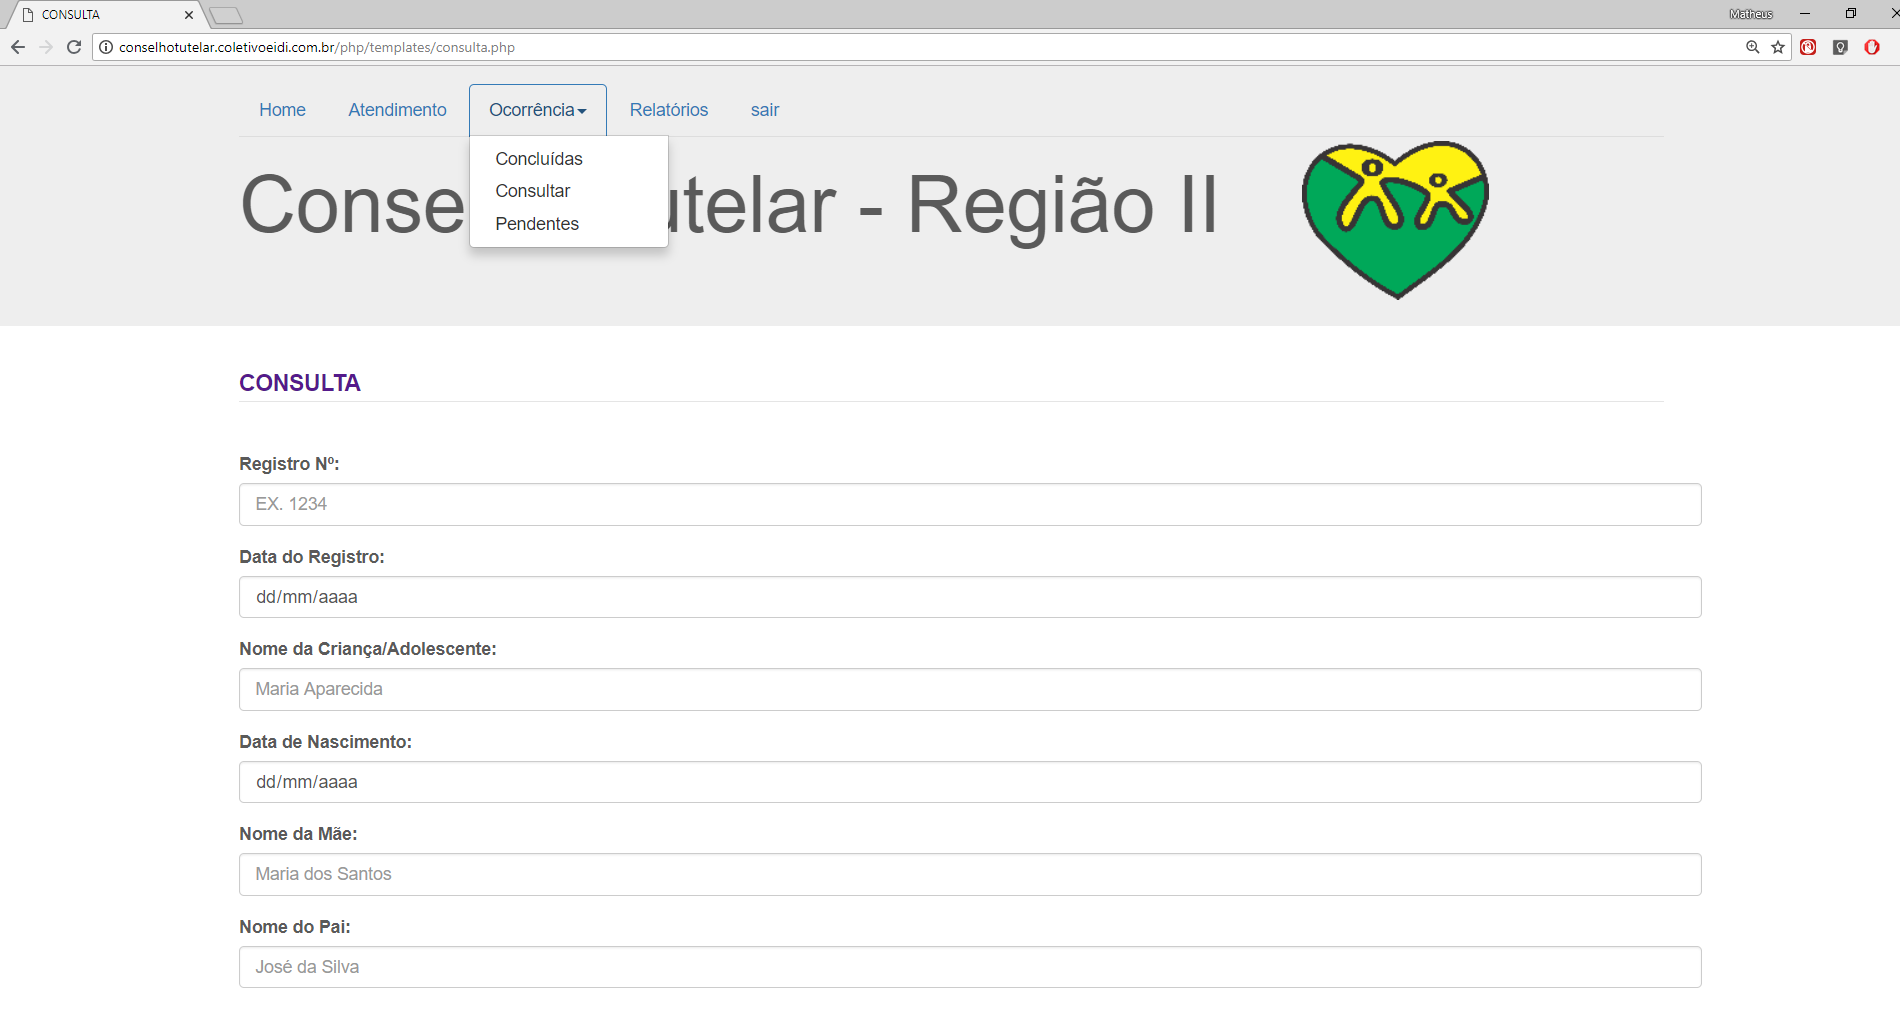 CONSULTA
Matheus
conselhotutelar.coletivoeidi.com.br/php/templates/consulta.php
Home Atendimento Ocorrência Relatórios sair
Concluídas
Consultar
Pendentes
Conse utelar - Região II
CONSULTA
Registro Nº:
EX. 1234
Data do Registro:
dd/mm/aaaa
Nome da Criança/Adolescente:
Maria Aparecida
Data de Nascimento:
dd/mm/aaaa
Nome da Mãe:
Maria dos Santos
Nome do Pai:
José da Silva